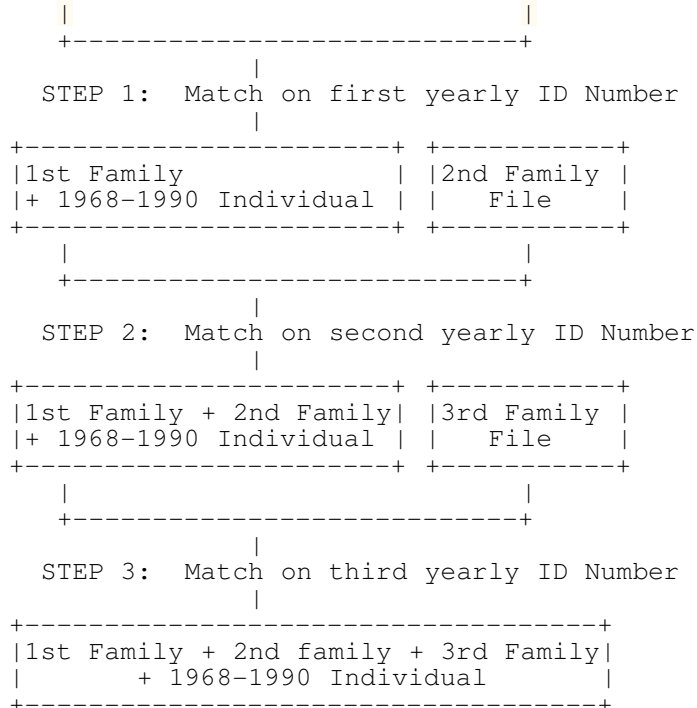 STEP 1: Match on first yearly ID Number
|1st Family | |2nd Family |
|+ 1968-1990 Individual | | File |
STEP 2: Match on second yearly ID Number
|1st Family + 2nd Family| |3rd Family |
|+ 1968-1990 Individual | | File |
STEP 3: Match on third yearly ID Number
|1st Family + 2nd family + 3rd Family|
| + 1968-1990 Individual |